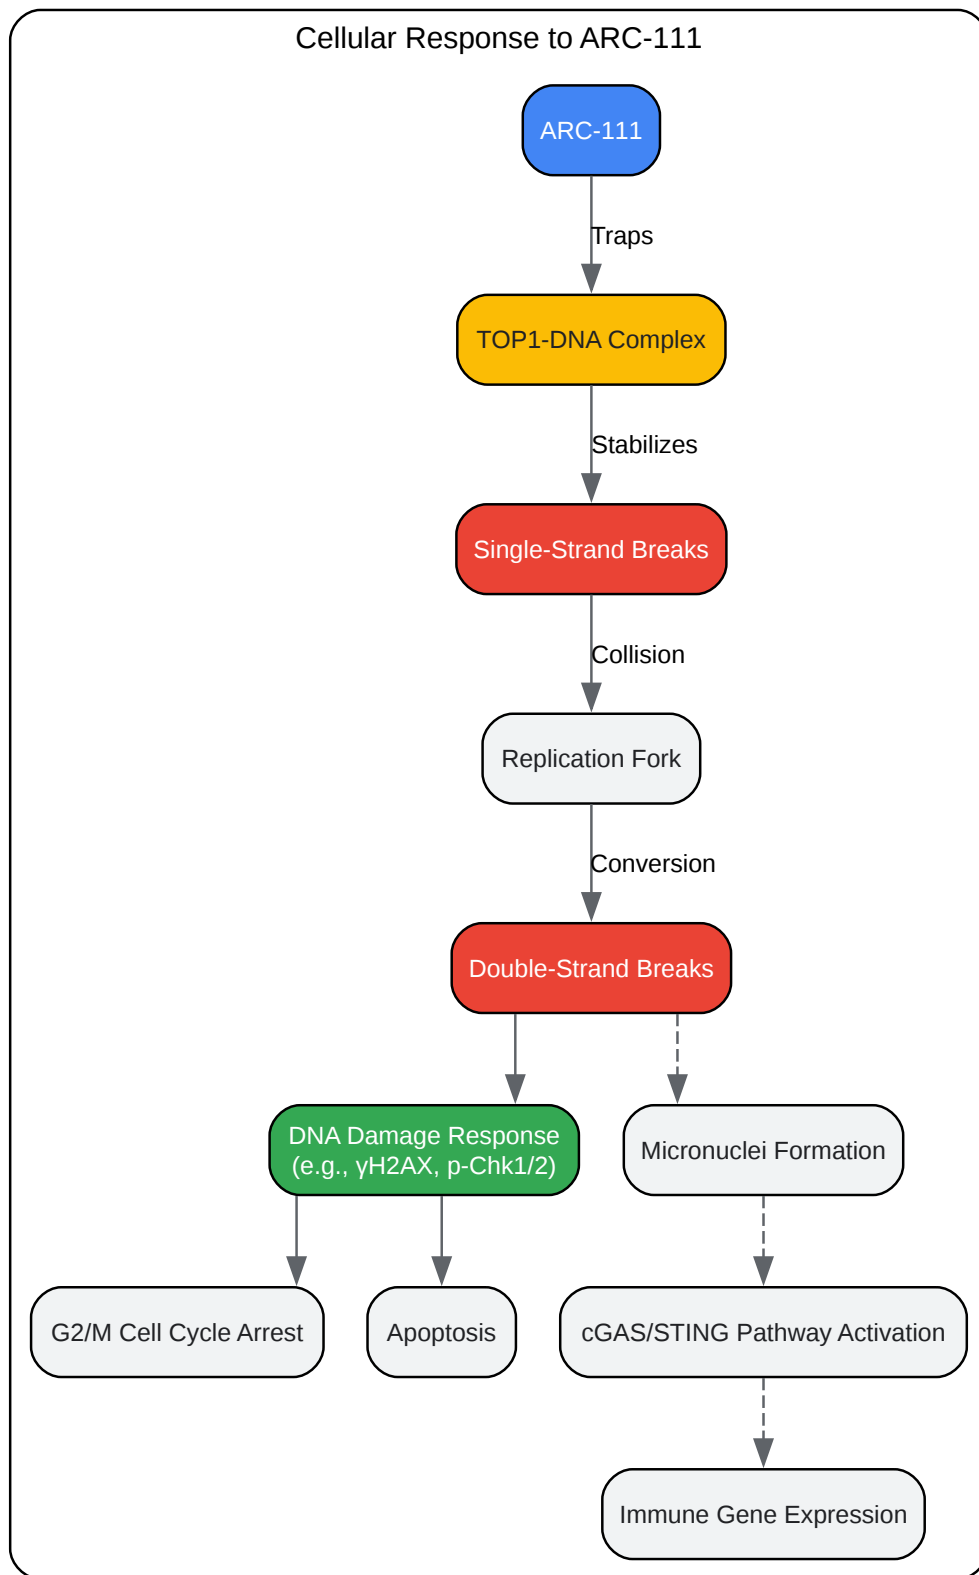 Cellular Response to ARC-111
ARC-111
Traps
TOP1-DNA Complex
Stabilizes
Single-Strand Breaks
Collision
Replication Fork
Conversion
Double-Strand Breaks
DNA Damage Response
(e.g., γH2AX, p-Chk1/2)
Micronuclei Formation
G2/M Cell Cycle Arrest
Apoptosis
cGAS/STING Pathway Activation
Immune Gene Expression